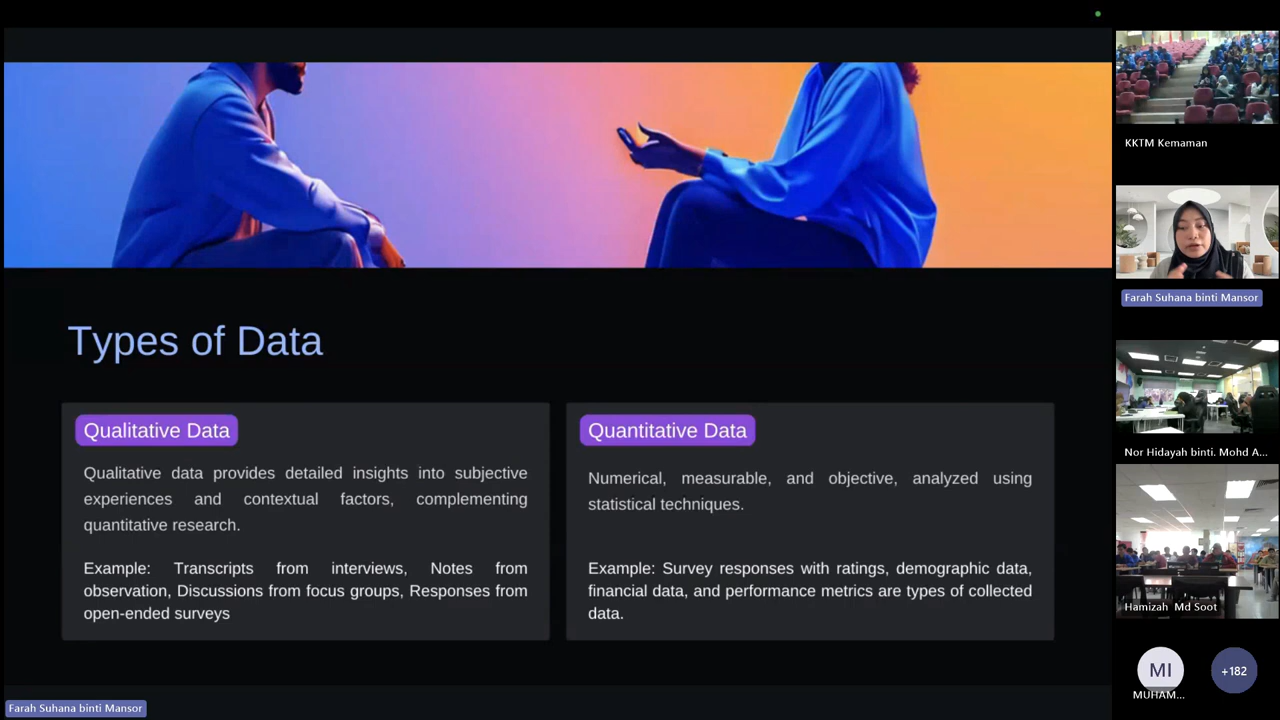 Types of Data
Qualitative Data
Qualitative data provides detailed insights into subjective
experiences and contextual factors, complementing
quantitative research.
Example: Transcripts from interviews, Notes from
observation, Discussions from focus groups, Responses from
open-ended surveys
Quantitative Data
Numerical, measurable, and objective, analyzed using
statistical techniques.
Example: Survey responses with ratings, demographic data,
financial data, and performance metrics are types of collected
data.
Farah Suhana binti Mansor
KKTM Kemaman
Farah Suhana binti Mansor
Nor Hidayah binti. Mohd A...
Hamizah Md Soot
MI
MUHAM...
+182